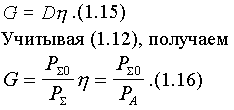 G = Dη .(1.15)
Учитывая (1.12), получаем
G = P_{Σ0}/P_Σ η = P_{Σ0}/P_A .(1.16)